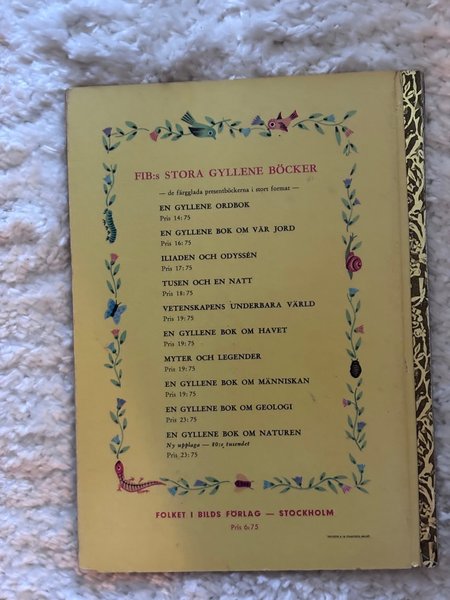 FIB:s STORA GYLLENE BÖCKER
— de färgglada presentböckerna i stort format —
EN GYLLENE ORDBOK
Pris 14:75
EN GYLLENE BOK OM VÅR JORD
Pris 16:75
ILIADEN OCH ODYSSÉN
Pris 17:75
TUSEN OCH EN NATT
Pris 18:75
VETENSKAPENS UNDERBARA VÄRLD
Pris 19:75
EN GYLLENE BOK OM HAVET
Pris 19:75
MYTER OCH LEGENDER
Pris 19:75
EN GYLLENE BOK OM MÄNNISKAN
Pris 19:75
EN GYLLENE BOK OM GEOLOGI
Pris 23:75
EN GYLLENE BOK OM NATUREN
Ny upplaga — 80:e tusendet
Pris 23:75
FOLKET I BILDS FÖRLAG — STOCKHOLM
Pris 6:75